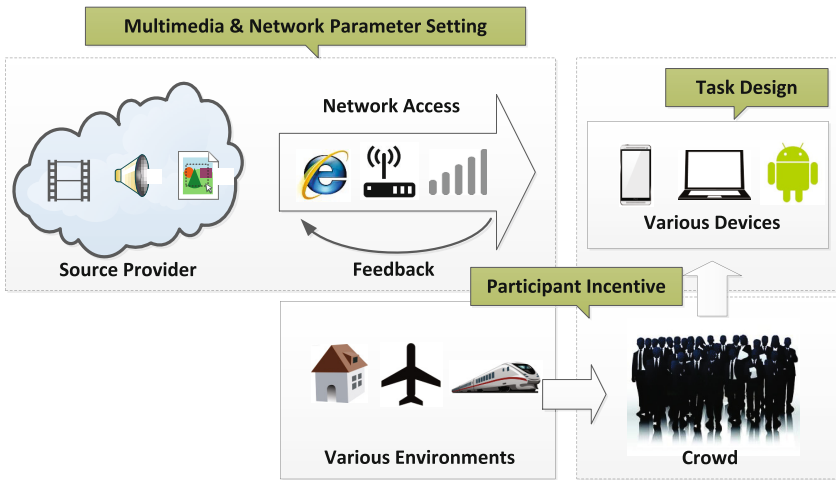 Multimedia & Network Parameter Setting
Task Design
Network Access
Various Devices
Source Provider
Feedback
Participant Incentive
Various Environments
Crowd